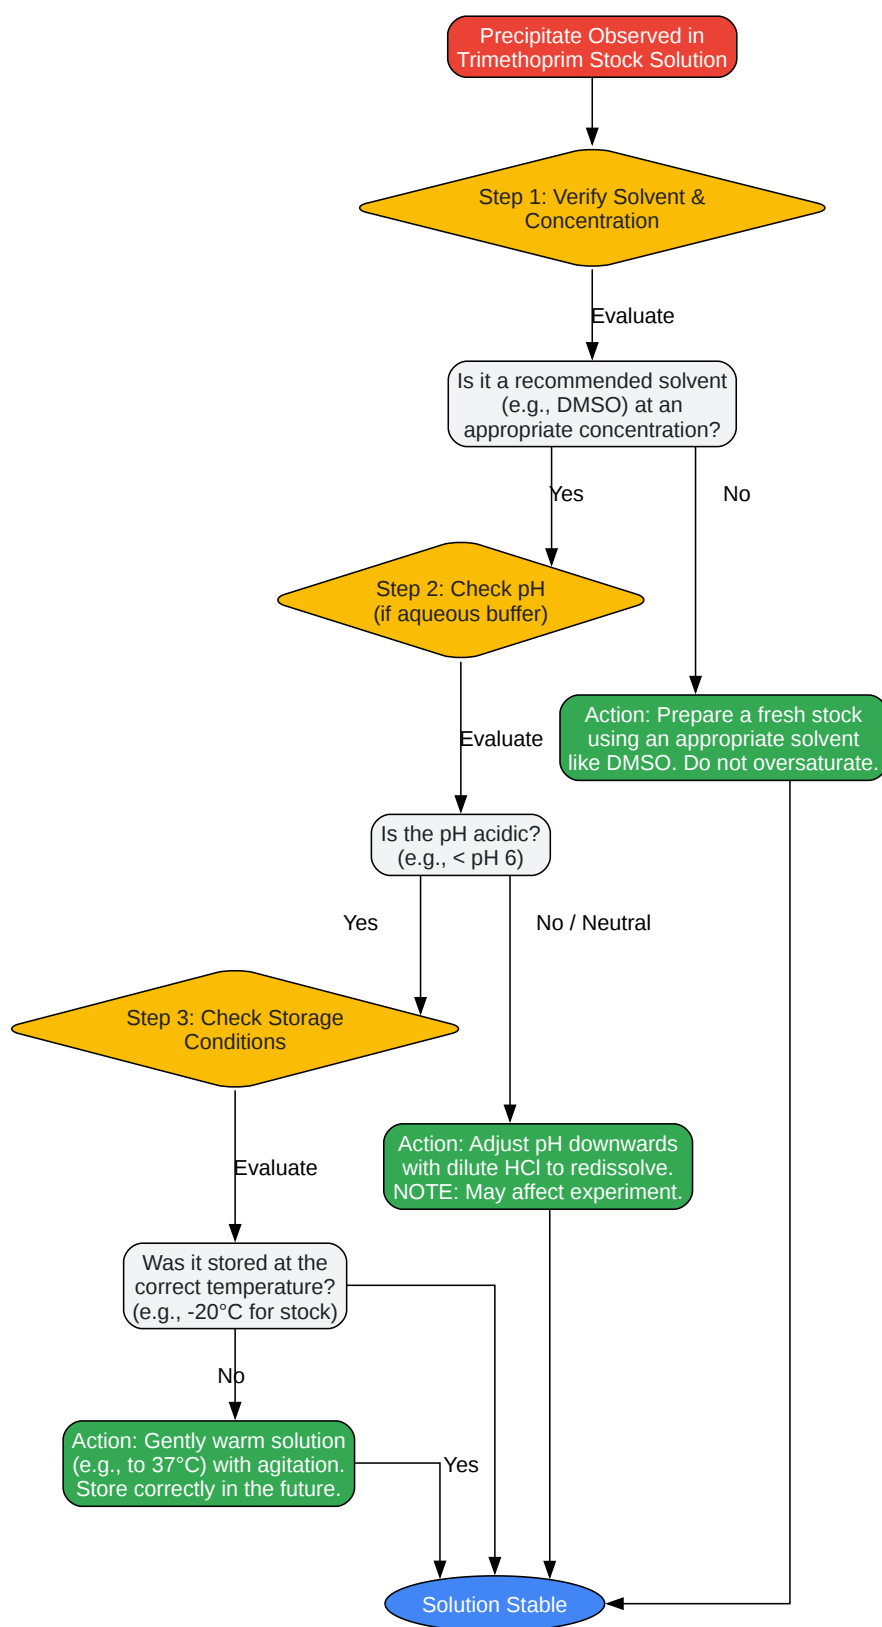 Precipitate Observed in
Trimethoprim Stock Solution
Step 1: Verify Solvent &
Concentration
Evaluate
Is it a recommended solvent
(e.g., DMSO) at an
appropriate concentration?
Yes
No
Step 2: Check pH
(if aqueous buffer)
Action: Prepare a fresh stock
using an appropriate solvent
like DMSO. Do not oversaturate.
Evaluate
Is the pH acidic?
(e.g., < pH 6)
Yes
No / Neutral
Step 3: Check Storage
Conditions
Action: Adjust pH downwards
with dilute HCl to redissolve.
NOTE: May affect experiment.
Evaluate
Was it stored at the
correct temperature?
(e.g., -20°C for stock)
No
Action: Gently warm solution
(e.g., to 37°C) with agitation.
Store correctly in the future.
Yes
Solution Stable